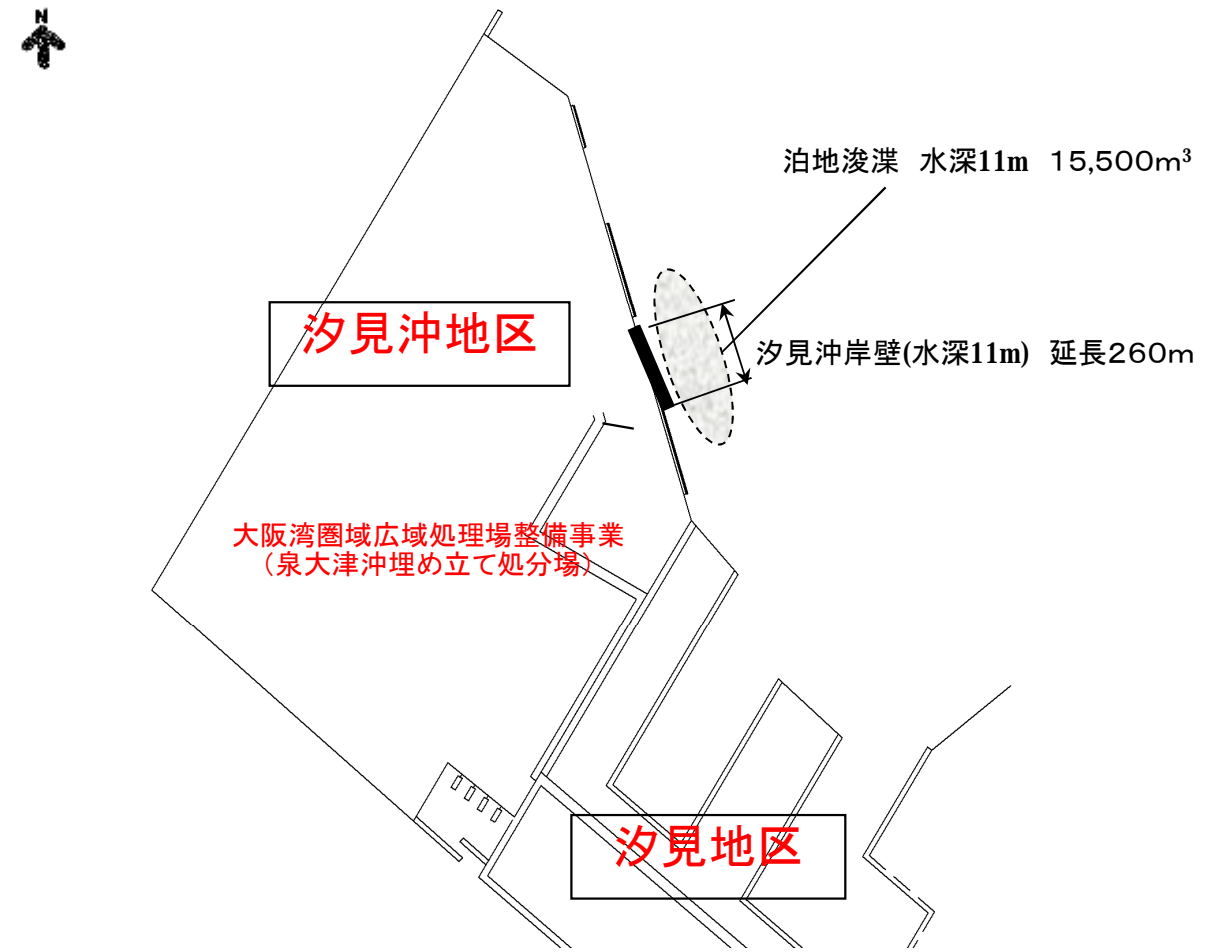 N
泊地浚渫 水深11m 15,500m³
汐見沖地区
汐見沖岸壁(水深11m) 延長260m
大阪湾圏域広域処理場整備事業
（泉大津沖埋め立て処分場）
汐見地区